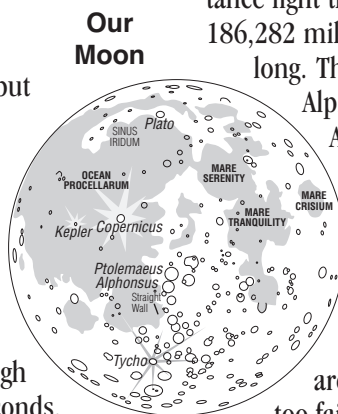 Our
Moon
tance light
186,282 mil
long. Th
Alp
A
out
Plato
SINUS
IRIDUM
OCEAN
PROCELLARUM
MARE
SERENITY
MARE
CRISIUM
MARE
TRANQUILITY
Kepler
Copernicus
Ptolemaeus
Alphonsus
Straight
Wall
Tycho
gh
onds.
are
too fai